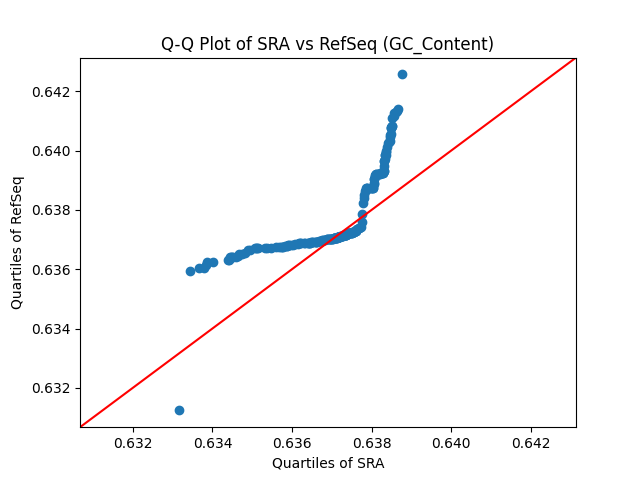 Q-Q Plot of SRA vs RefSeq (GC_Content)
Quartiles of RefSeq
0.642
0.640
0.638
0.636
0.634
0.632
0.632 0.634 0.636 0.638 0.640 0.642
Quartiles of SRA